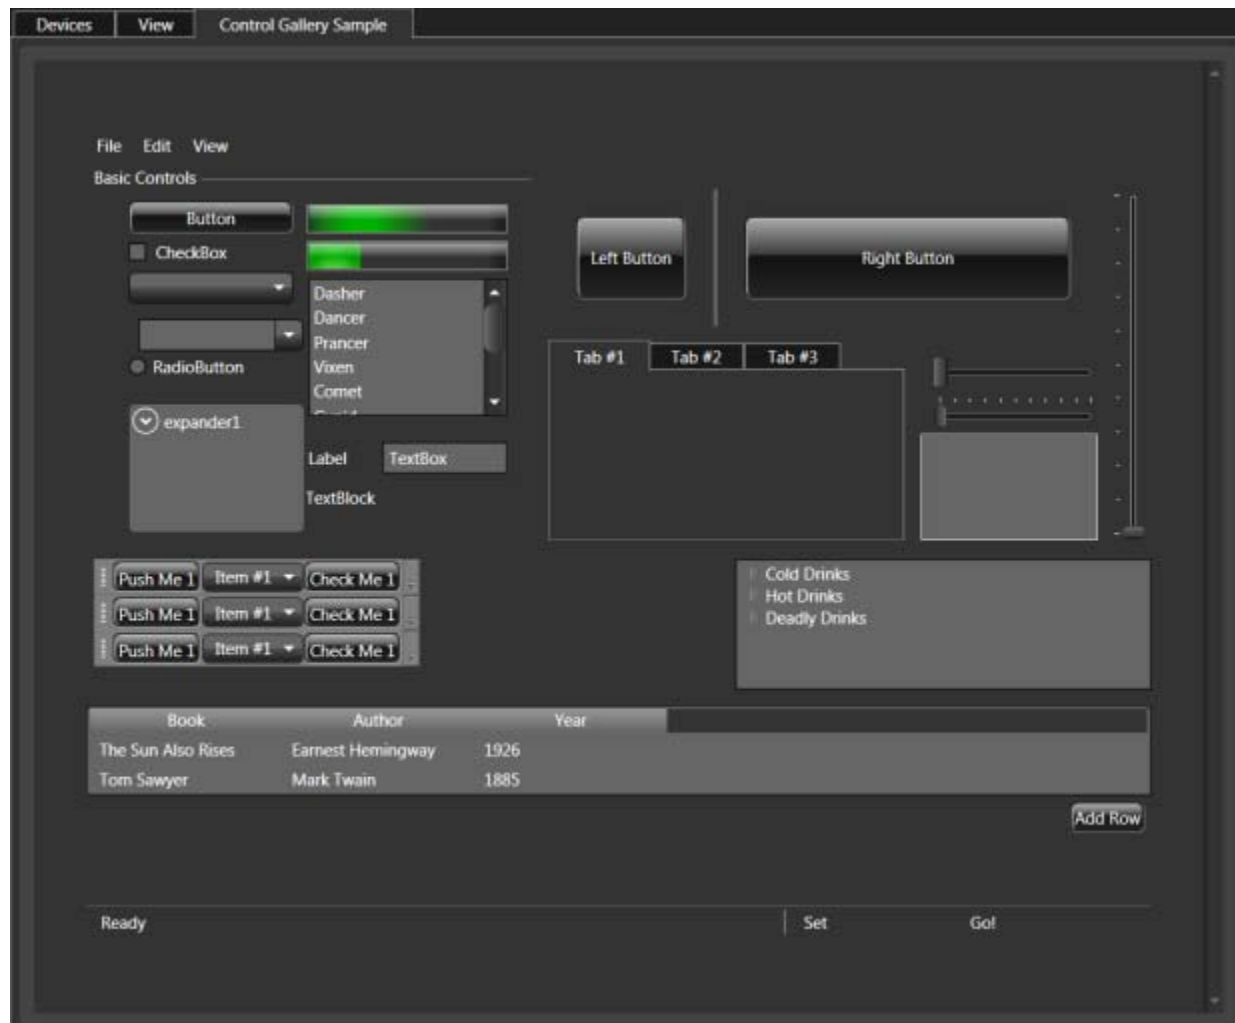 Devices View Control Gallery Sample
File Edit View
Basic Controls
Button
CheckBox
RadioButton
expander1
Dasher
Dancer
Prancer
Vixen
Comet
Label TextBox
TextBlock
Left Button
Right Button
Tab #1 Tab #2 Tab #3
Push Me 1 Item #1 Check Me 1
Push Me 1 Item #1 Check Me 1
Push Me 1 Item #1 Check Me 1
Cold Drinks
Hot Drinks
Deadly Drinks
Book Author Year
The Sun Also Rises Earnest Hemingway 1926
Tom Sawyer Mark Twain 1885
Add Row
Ready Set Go!